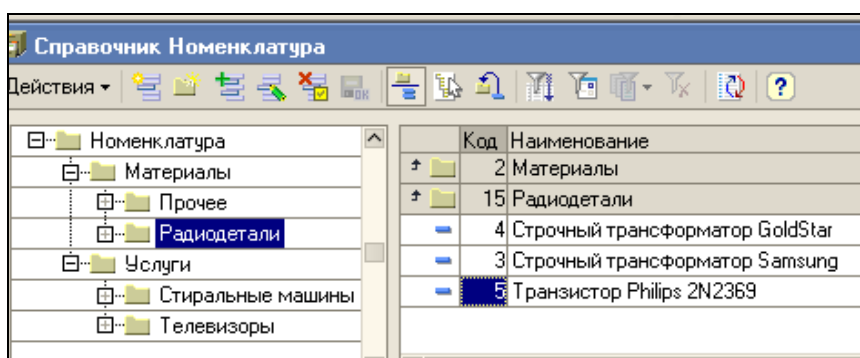 Справочник Номенклатура
Действия
Номенклатура
Материалы
Прочее
Радиодетали
Услуги
Стиральные машины
Телевизоры
Код Наименование
2 Материалы
15 Радиодетали
4 Строчный трансформатор GoldStar
3 Строчный трансформатор Samsung
5 Транзистор Philips 2N2369